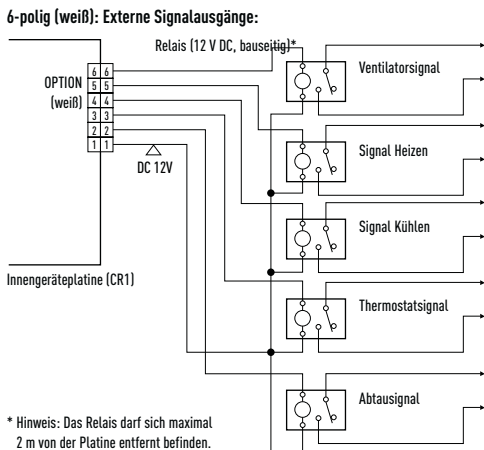 6-polig (weiß): Externe Signalausgänge:
Relais (12 V DC, bauseitig)*
Ventilatorsignal
OPTION
(weiß)
6 6
5 5
4 4
3 3
2 2
1 1
DC 12V
Signal Heizen
Signal Kühlen
Innengeräteplatine (CR1)
Thermostatsignal
Abtausignal
* Hinweis: Das Relais darf sich maximal
2 m von der Platine entfernt befinden.